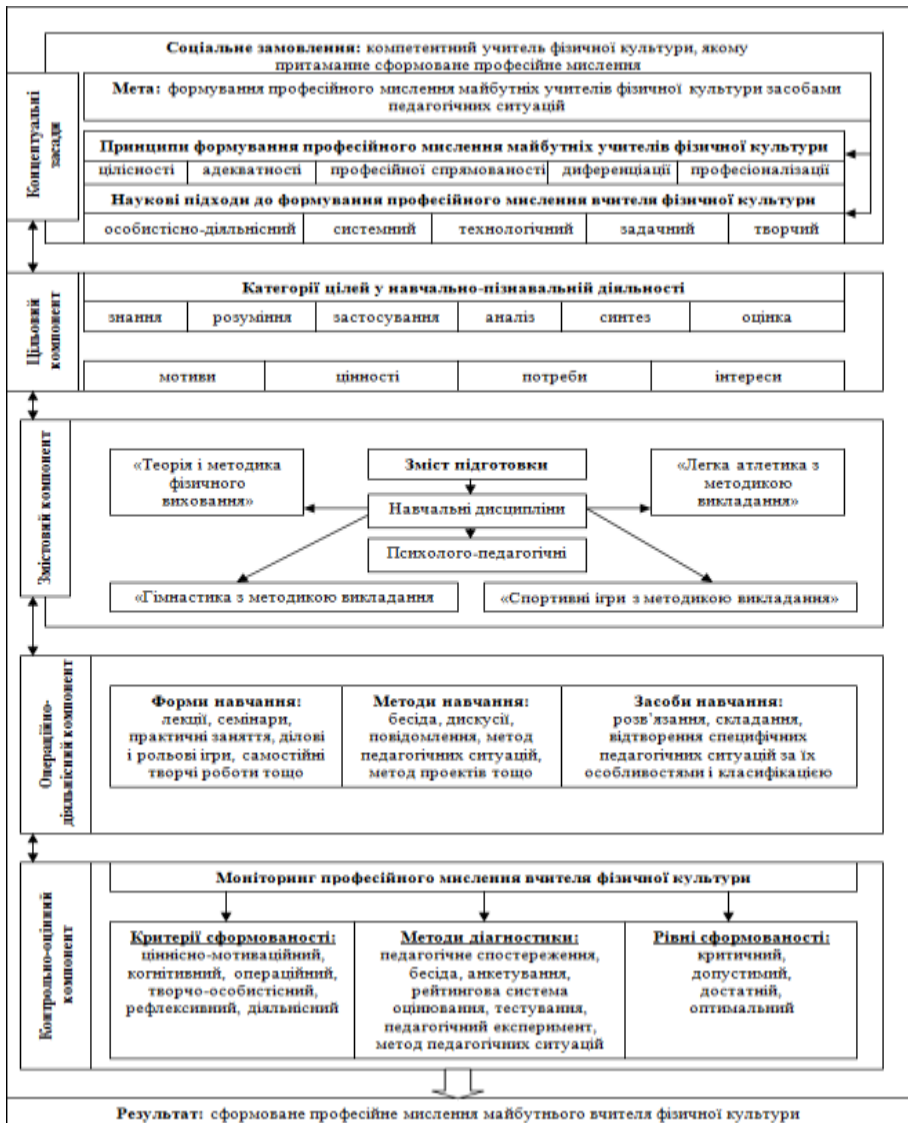 Соціальне замовлення: компетентний учитель фізичної культури, якому
притаманне сформоване професійне мислення
Концептуальні
засади
Мета: формування професійного мислення майбутніх учителів фізичної культури засобами
педагогічних ситуацій
Принципи формування професійного мислення майбутніх учителів фізичної культури
цілісності адекватності професійної спрямованості диференціації професіоналізації
Наукові підходи до формування професійного мислення вчителя фізичної культури
особистісно-діяльнісний системний технологічний задачний творчий
Цільовий
компонент
Категорії цілей у навчально-пізнавальній діяльності
знання розуміння застосування аналіз синтез оцінка
мотиви цінності потреби інтереси
Змістовий компонент
«Теорія і методика
фізичного
виховання»
Зміст підготовки
«Легка атлетика з
методикою
викладання»
Навчальні дисципліни
Психолого-педагогічні
«Гімнастика з методикою викладання
«Спортивні ігри з методикою викладання»
Операційно-
діяльнісний компонент
Форми навчання:
лекції, семінари,
практичні заняття, ділові
і рольові ігри, самостійні
творчі роботи тощо
Методи навчання:
бесіда, дискусії,
повідомлення, метод
педагогічних ситуацій,
метод проектів тощо
Засоби навчання:
розв’язання, складання,
відтворення специфічних
педагогічних ситуацій за їх
особливостями і класифікацією
Контрольно-оцінний
компонент
Моніторинг професійного мислення вчителя фізичної культури
Критерії сформованості:
ціннісно-мотиваційний,
когнітивний, операційний,
творчо-особистісний,
рефлексивний, діяльнісний
Методи діагностики:
педагогічне спостереження,
бесіда, анкетування,
рейтингова система
оцінювання, тестування,
педагогічний експеримент,
метод педагогічних ситуацій
Рівні сформованості:
критичний,
допустимий,
достатній,
оптимальний
Результат: сформоване професійне мислення майбутнього вчителя фізичної культури